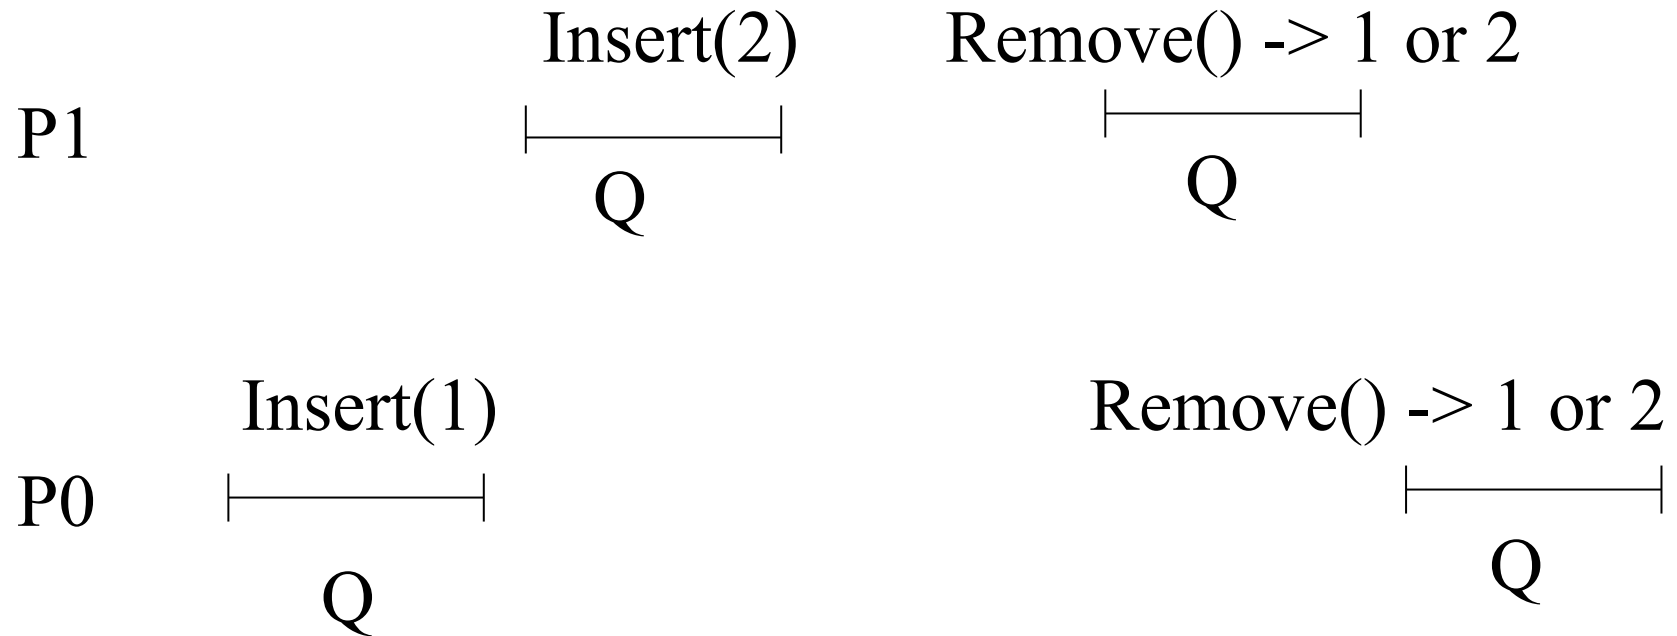 Insert(2) Remove() -> 1 or 2
P1
Q Q
Insert(1) Remove() -> 1 or 2
P0
Q Q